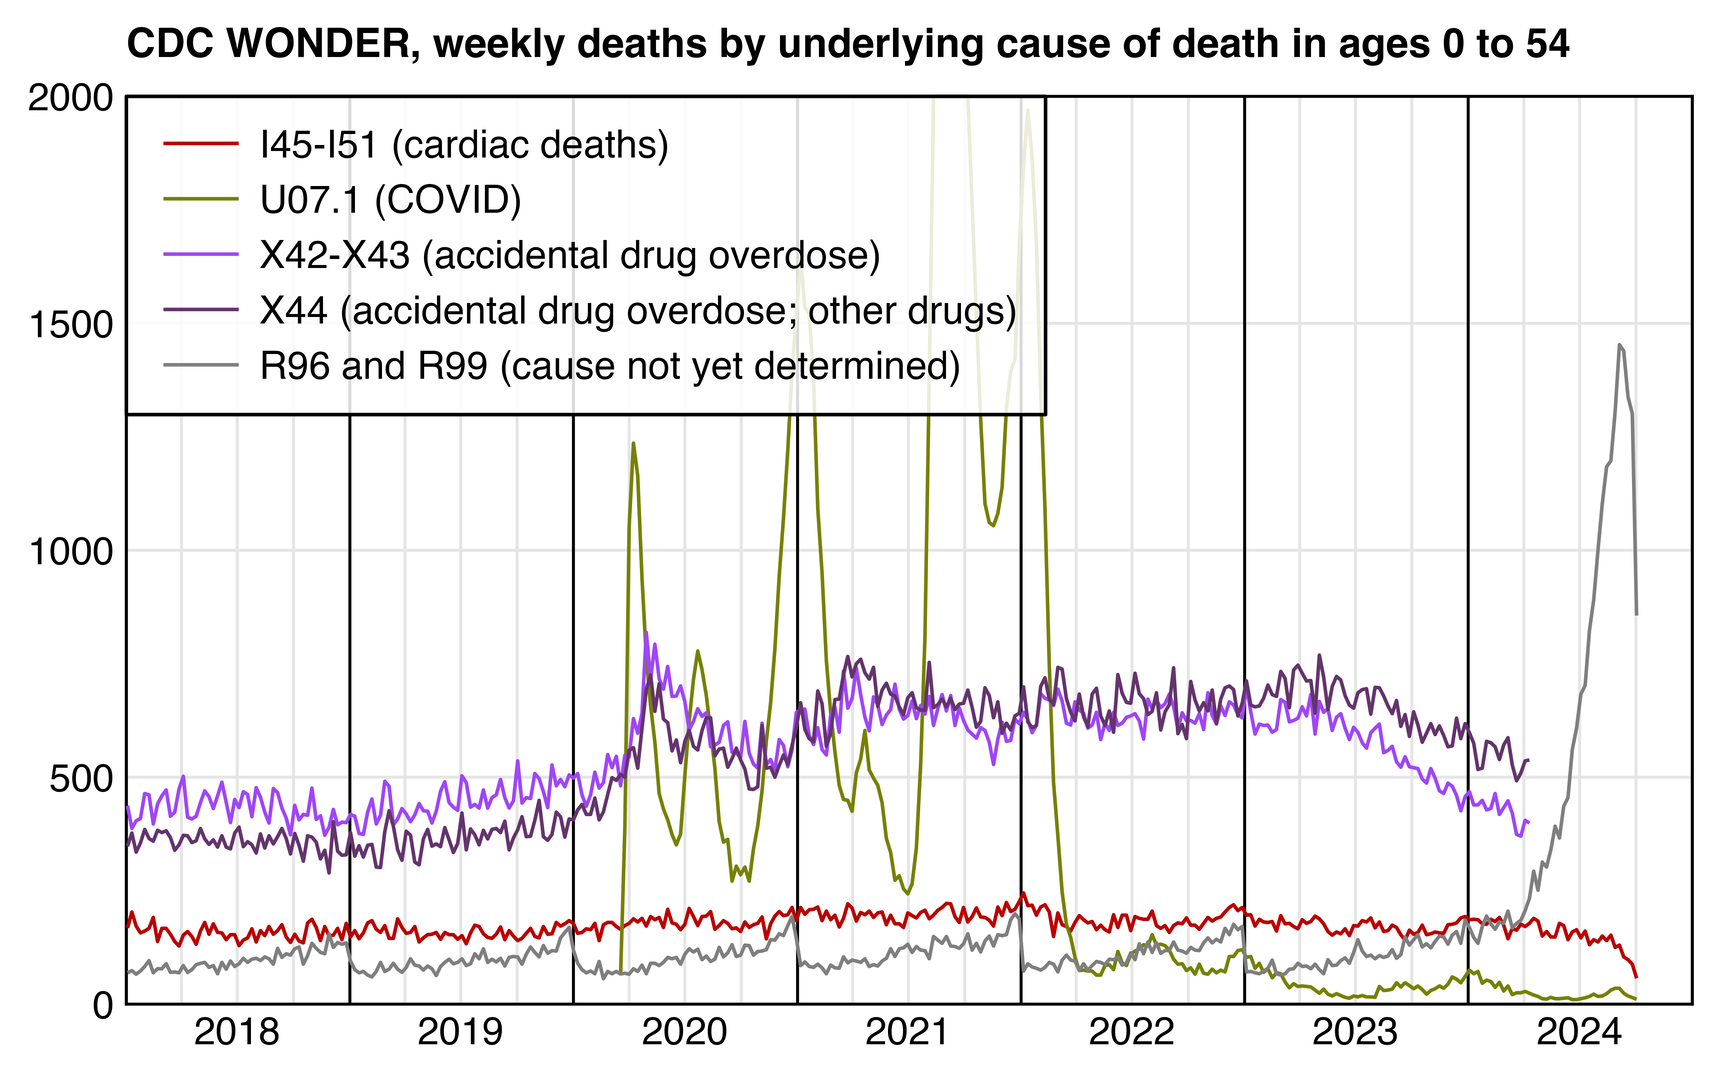 CDC WONDER, weekly deaths by underlying cause of death in ages 0 to 54
2000
I45-I51 (cardiac deaths)
U07.1 (COVID)
X42-X43 (accidental drug overdose)
1500
X44 (accidental drug overdose; other drugs)
R96 and R99 (cause not yet determined)
1000
500
0
2018 2019 2020 2021 2022 2023 2024